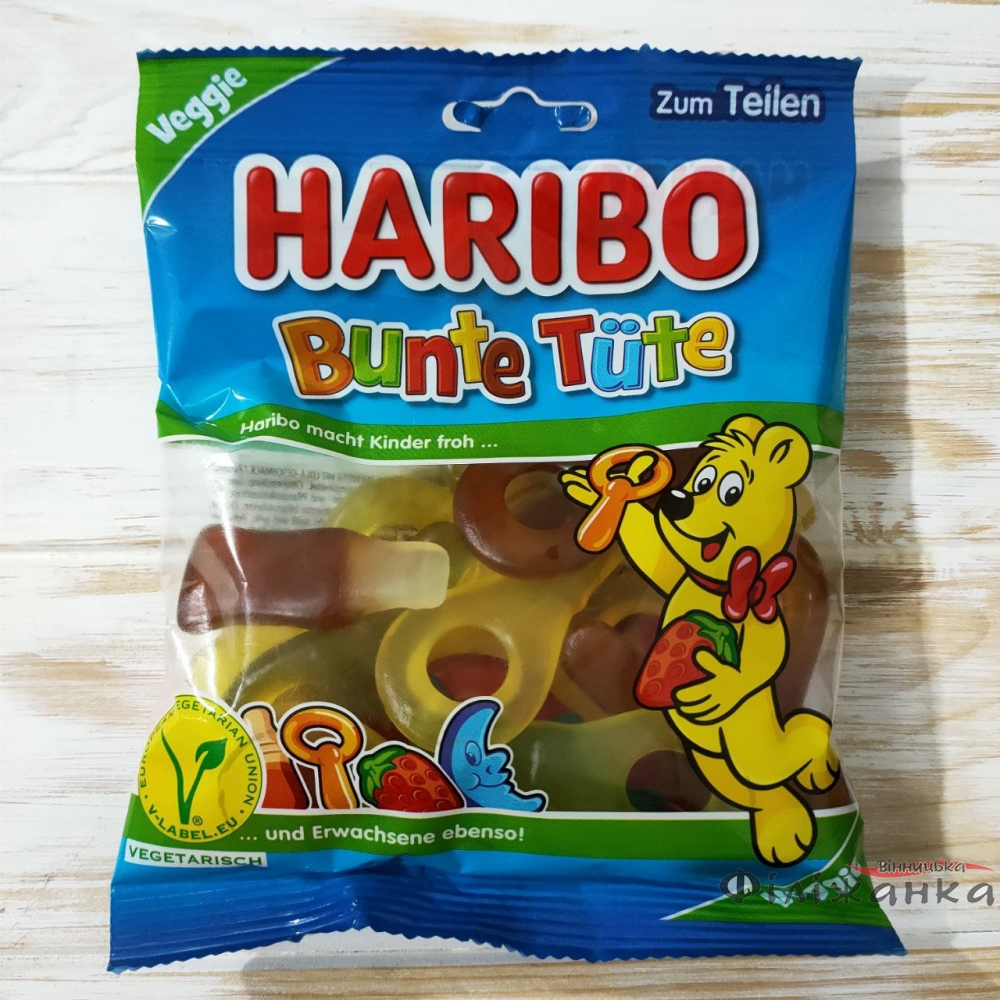 Veggie
Zum Teilen
HARIBO
Bunte Tüte
Haribo macht Kinder froh ...
EUROPEAN VEGETARIAN UNION
V-LABEL.EU
®
VEGETARISCH
... und Erwachsene ebenso!
Вінницька
Філіжанка